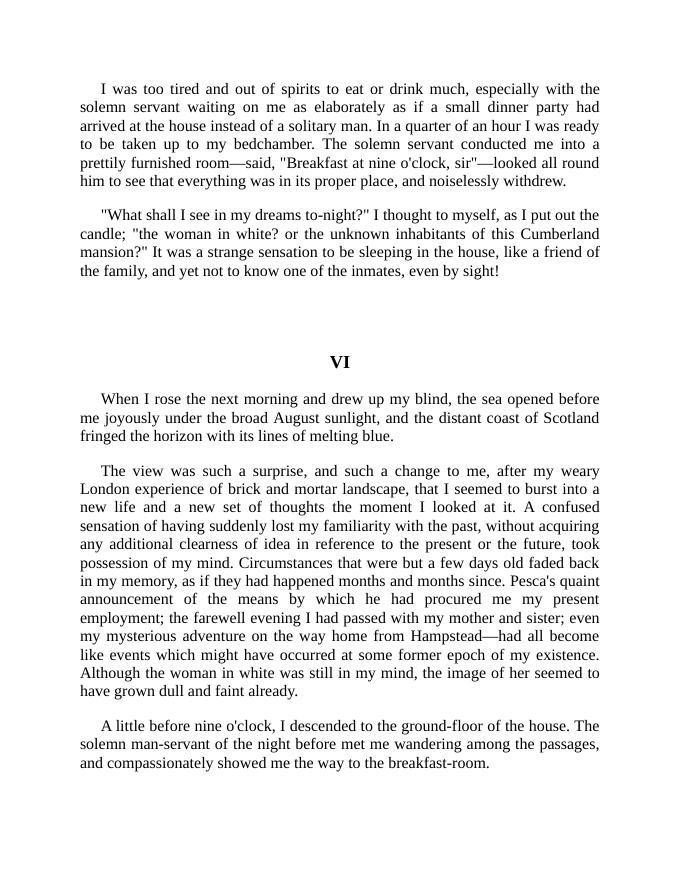 I was too tired and out of spirits to eat or drink much, especially with the
solemn servant waiting on me as elaborately as if a small dinner party had
arrived at the house instead of a solitary man. In a quarter of an hour I was ready
to be taken up to my bedchamber. The solemn servant conducted me into a
prettily furnished room—said, "Breakfast at nine o'clock, sir"—looked all round
him to see that everything was in its proper place, and noiselessly withdrew.
"What shall I see in my dreams to-night?" I thought to myself, as I put out the
candle; "the woman in white? or the unknown inhabitants of this Cumberland
mansion?" It was a strange sensation to be sleeping in the house, like a friend of
the family, and yet not to know one of the inmates, even by sight!
VI
When I rose the next morning and drew up my blind, the sea opened before
me joyously under the broad August sunlight, and the distant coast of Scotland
fringed the horizon with its lines of melting blue.
The view was such a surprise, and such a change to me, after my weary
London experience of brick and mortar landscape, that I seemed to burst into a
new life and a new set of thoughts the moment I looked at it. A confused
sensation of having suddenly lost my familiarity with the past, without acquiring
any additional clearness of idea in reference to the present or the future, took
possession of my mind. Circumstances that were but a few days old faded back
in my memory, as if they had happened months and months since. Pesca's quaint
announcement of the means by which he had procured me my present
employment; the farewell evening I had passed with my mother and sister; even
my mysterious adventure on the way home from Hampstead—had all become
like events which might have occurred at some former epoch of my existence.
Although the woman in white was still in my mind, the image of her seemed to
have grown dull and faint already.
A little before nine o'clock, I descended to the ground-floor of the house. The
solemn man-servant of the night before met me wandering among the passages,
and compassionately showed me the way to the breakfast-room.